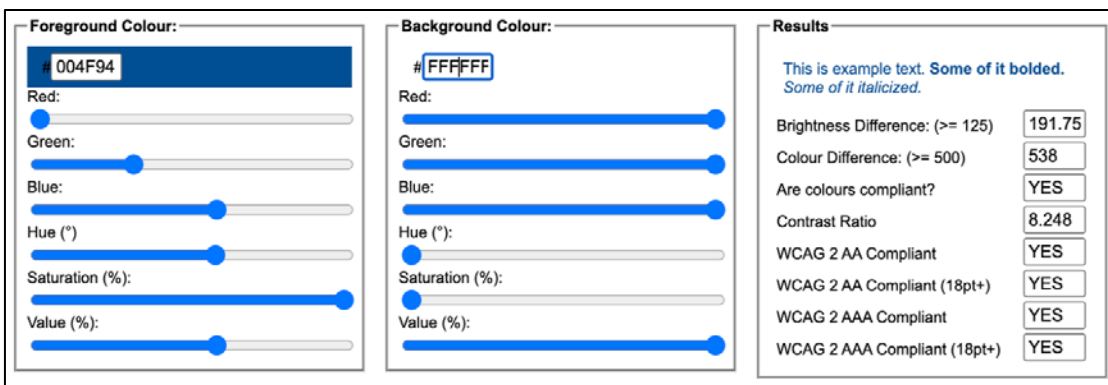 Foreground Colour:
# 004F94
Red:
Green:
Blue:
Hue (°)
Saturation (%):
Value (%):
Background Colour:
# FFFFFF
Red:
Green:
Blue:
Hue (°):
Saturation (%):
Value (%):
Results
This is example text. Some of it bolded.
Some of it italicized.
Brightness Difference: (>= 125) 191.75
Colour Difference: (>= 500) 538
Are colours compliant? YES
Contrast Ratio 8.248
WCAG 2 AA Compliant YES
WCAG 2 AA Compliant (18pt+) YES
WCAG 2 AAA Compliant YES
WCAG 2 AAA Compliant (18pt+) YES